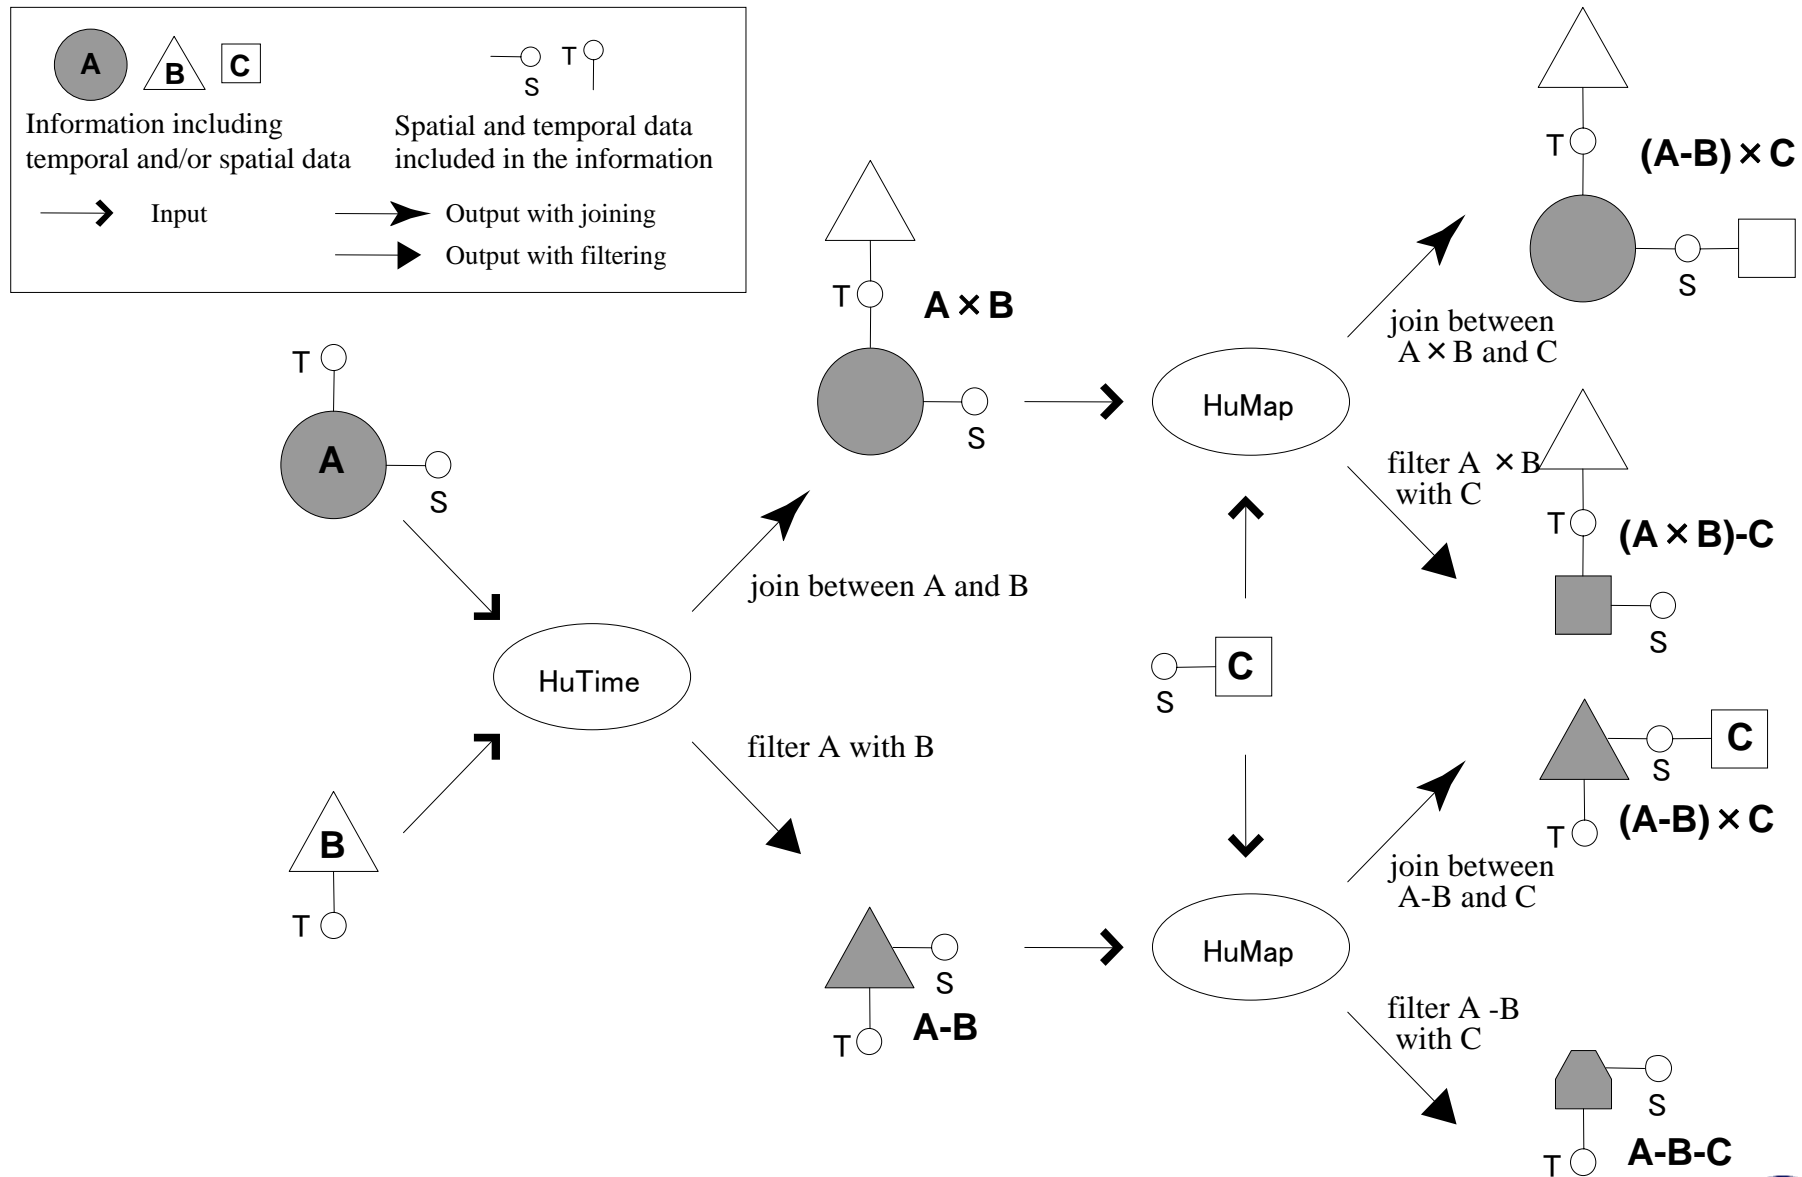 A B C
S T
Information including
temporal and/or spatial data
Spatial and temporal data
included in the information
Input
Output with joining
Output with filtering
T
A
S
B
T
HuTime
join between A and B
filter A with B
T
A×B
S
S
A-B
T
HuMap
S
C
HuMap
join between
A×B and C
filter A ×B
with C
join between
A-B and C
filter A -B
with C
T
(A-B)×C
S
T
(A×B)-C
S
C
S
(A-B)×C
T
S
A-B-C
T